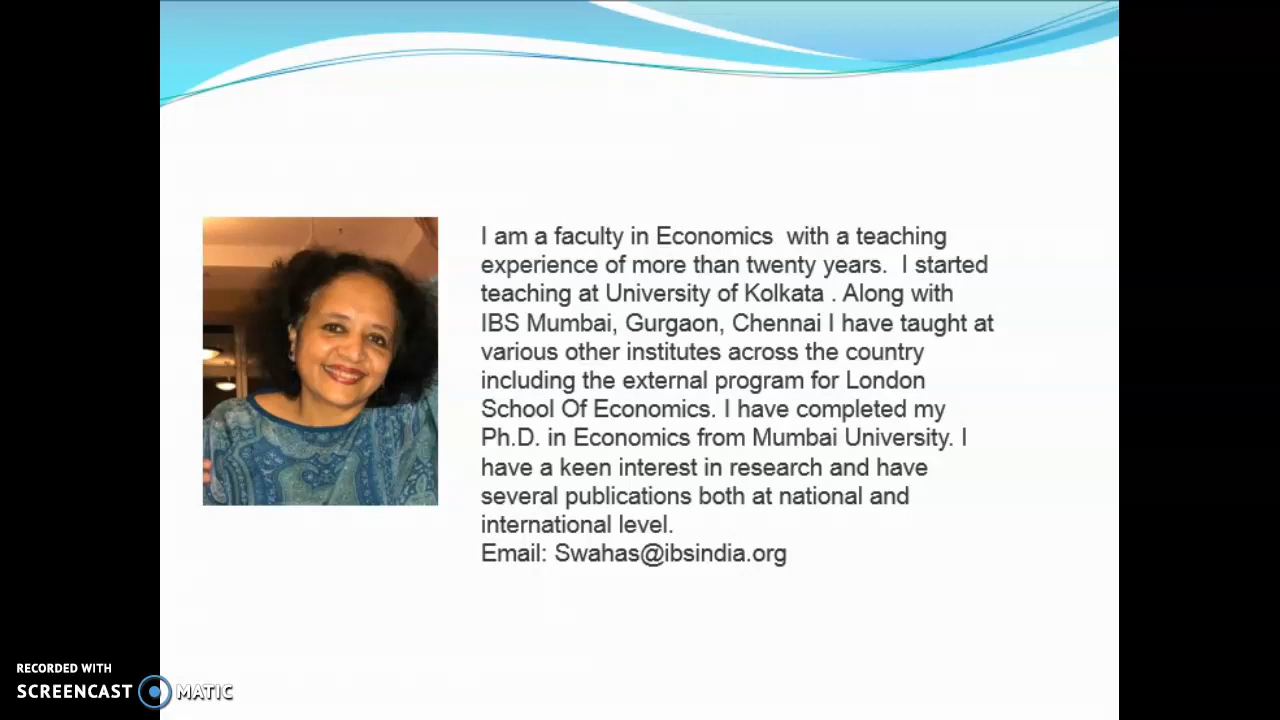 I am a faculty in Economics  with a teaching
experience of more than twenty years.  I started
teaching at University of Kolkata . Along with
IBS Mumbai, Gurgaon, Chennai I have taught at
various other institutes across the country
including the external program for London
School Of Economics. I have completed my
Ph.D. in Economics from Mumbai University. I
have a keen interest in research and have
several publications both at national and
international level.
Email: Swahas@ibsindia.org
RECORDED WITH
SCREENCAST MATIC